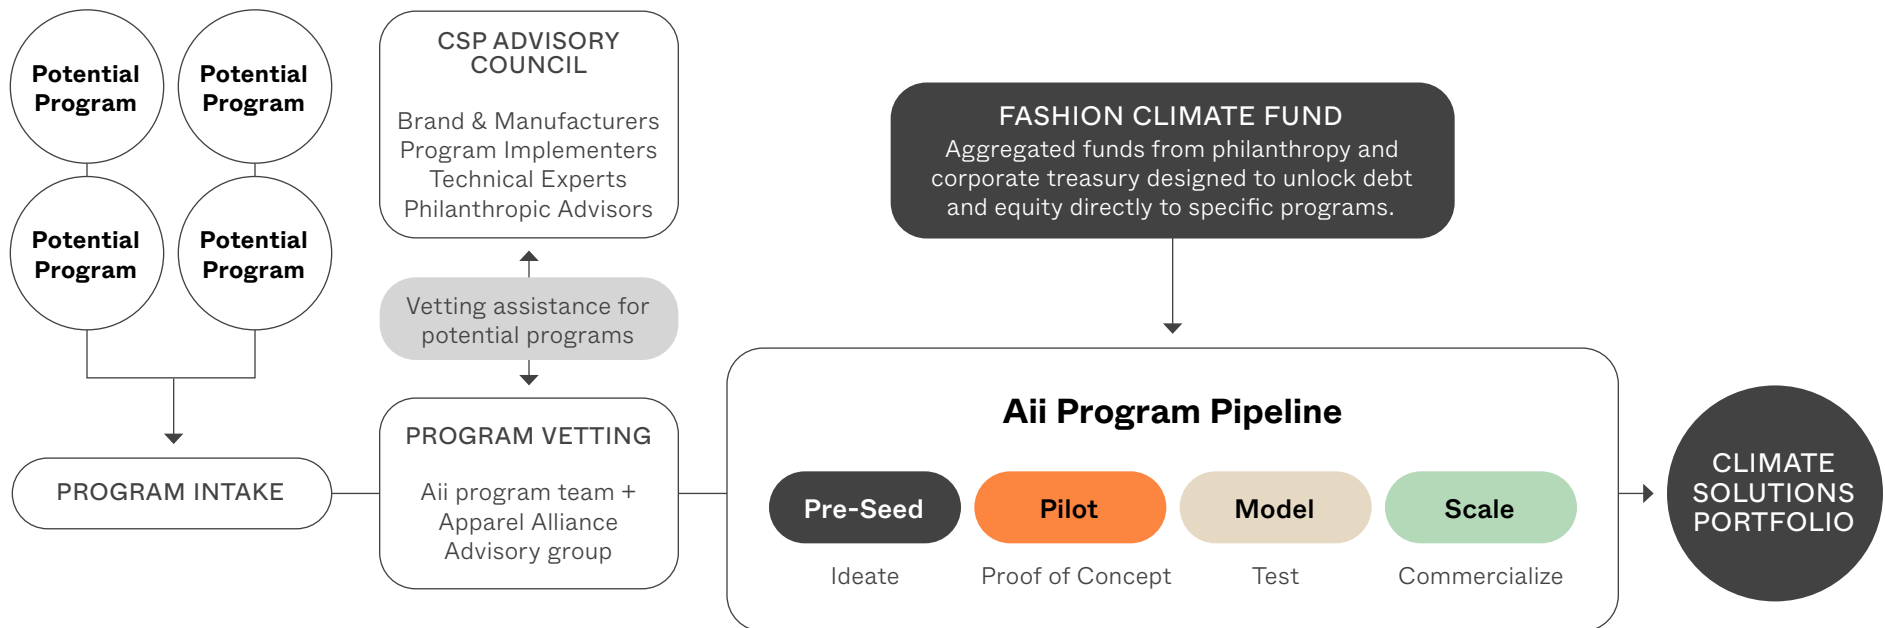 Potential
Program
Potential
Program
Potential
Program
Potential
Program
PROGRAM INTAKE
CSP ADVISORY
COUNCIL
Brand & Manufacturers
Program Implementers
Technical Experts
Philanthropic Advisors
Vetting assistance for
potential programs
PROGRAM VETTING
Aii program team +
Apparel Alliance
Advisory group
FASHION CLIMATE FUND
Aggregated funds from philanthropy and
corporate treasury designed to unlock debt
and equity directly to specific programs.
Aii Program Pipeline
Pre-Seed
Ideate
Pilot
Proof of Concept
Model
Test
Scale
Commercialize
CLIMATE
SOLUTIONS
PORTFOLIO